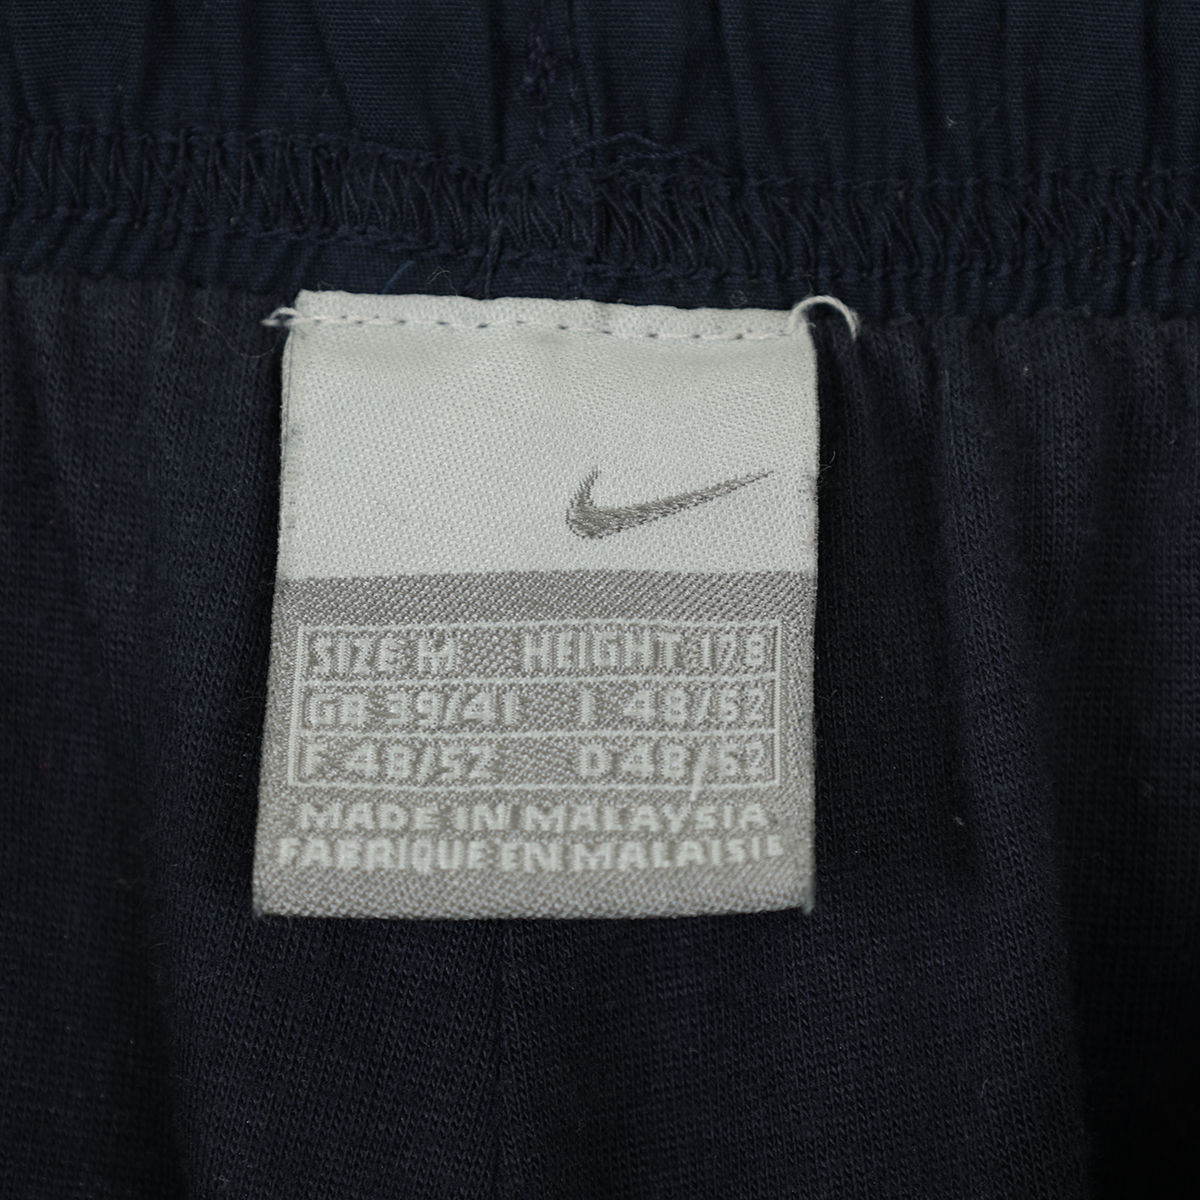 SIZE M HEIGHT 178
GB 39/41 I 48/52
F 48/52 D 48/52
MADE IN MALAYSIA
FABRIQUE EN MALAISIE